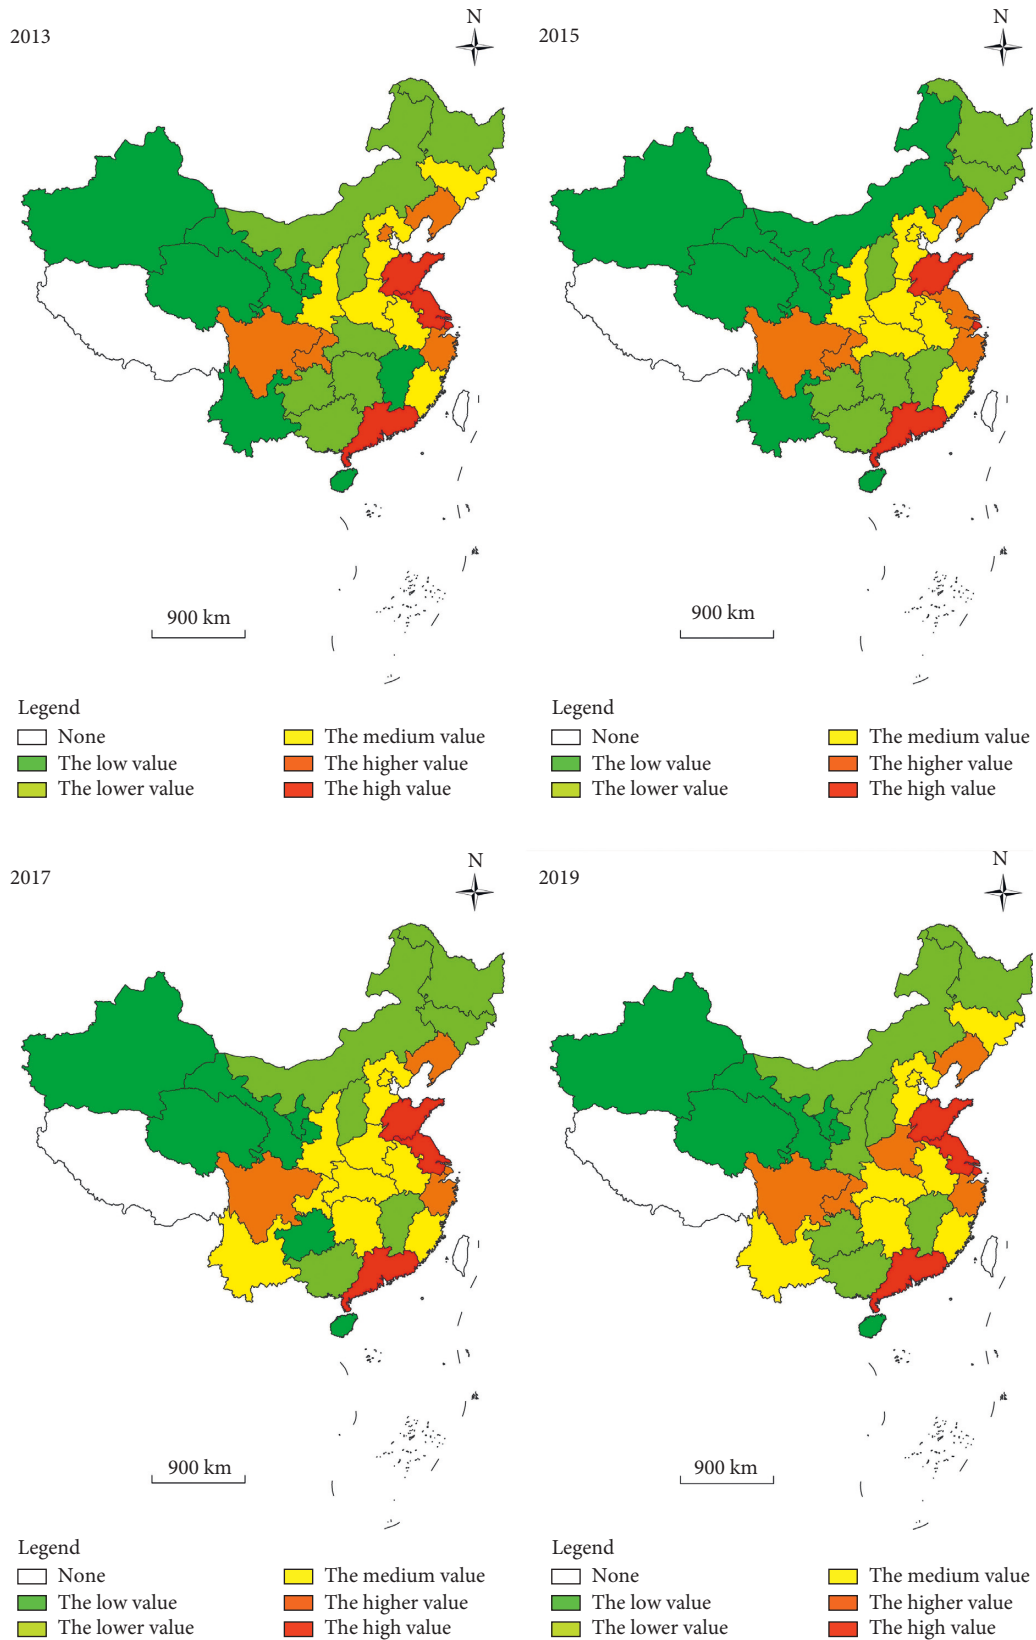 2013
N
900 km
Legend
None
The low value
The lower value
The medium value
The higher value
The high value
2015
N
900 km
Legend
None
The low value
The lower value
The medium value
The higher value
The high value
2017
N
900 km
Legend
None
The low value
The lower value
The medium value
The higher value
The high value
2019
N
900 km
Legend
None
The low value
The lower value
The medium value
The higher value
The high value